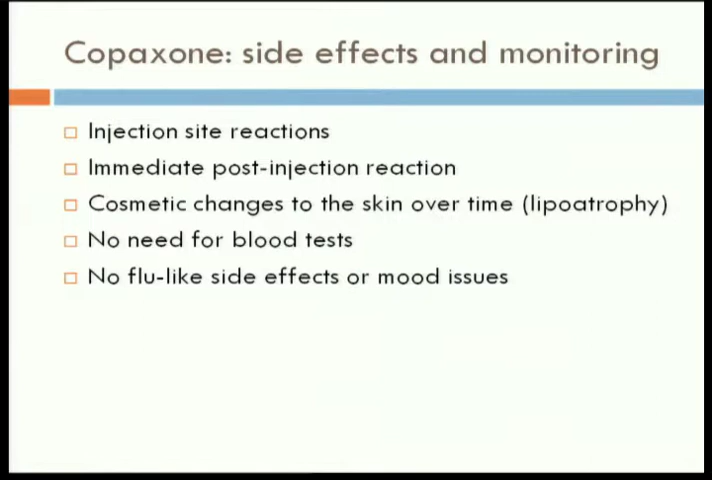 Copaxone: side effects and monitoring
Injection site reactions
Immediate post-injection reaction
Cosmetic changes to the skin over time (lipoatrophy)
No need for blood tests
No flu-like side effects or mood issues